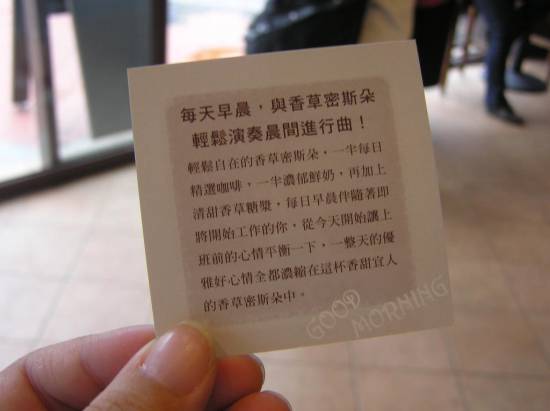 每天早晨，與香草密斯朵
輕鬆演奏晨間進行曲！
輕鬆自在的香草密斯朵，一半每日
精選咖啡，一半濃郁鮮奶，再加上
清甜香草糖漿，每日早晨伴隨著即
將開始工作的你，從今天開始讓上
班前的心情平衡一下，一整天的優
雅好心情全都濃縮在這杯香甜宜人
的香草密斯朵中。
GOOD
MORNING